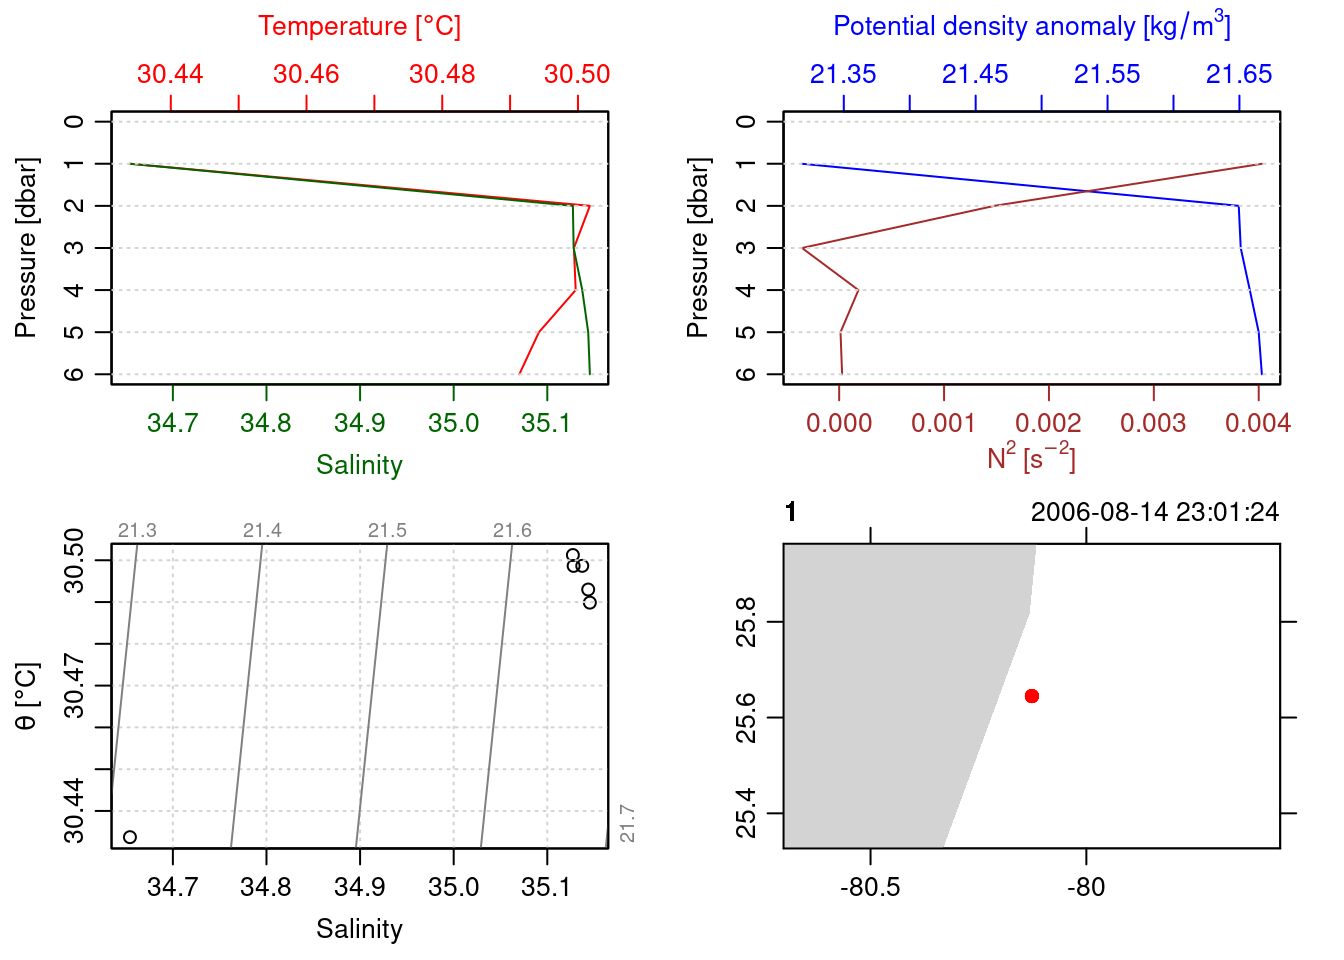 Temperature [°C]
30.44 30.46 30.48 30.50
Pressure [dbar]
0
1
2
3
4
5
6
34.7 34.8 34.9 35.0 35.1
Salinity
Potential density anomaly [kg/m³]
21.35 21.45 21.55 21.65
Pressure [dbar]
0
1
2
3
4
5
6
0.000 0.001 0.002 0.003 0.004
N² [s⁻²]
21.3 21.4 21.5 21.6
θ [°C]
30.50
30.47
30.44
21.7
34.7 34.8 34.9 35.0 35.1
Salinity
1 2006-08-14 23:01:24
25.8
25.6
25.4
-80.5 -80